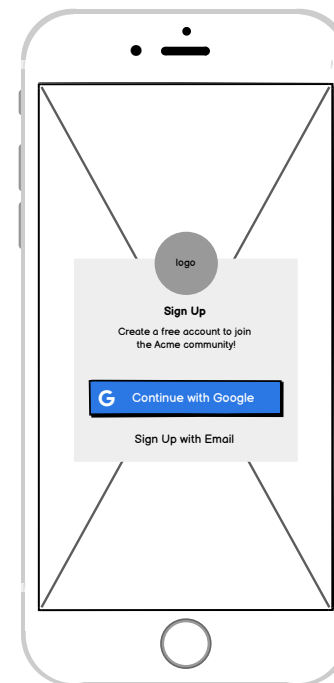 logo
Sign Up
Create a free account to join
the Acme community!
G Continue with Google
Sign Up with Email